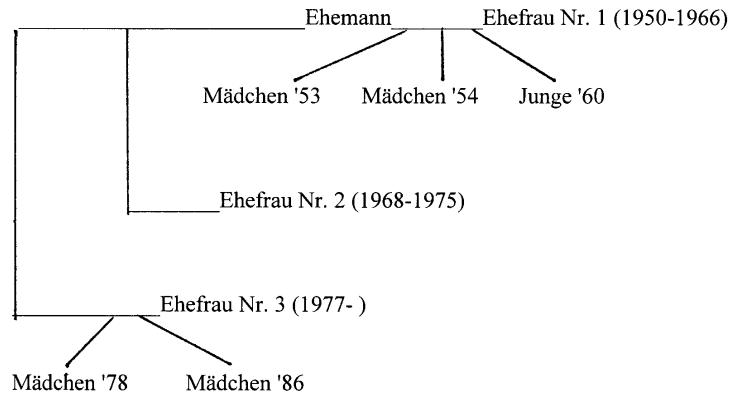 Ehemann Ehefrau Nr. 1 (1950-1966)
Mädchen '53 Mädchen '54 Junge '60
Ehefrau Nr. 2 (1968-1975)
Ehefrau Nr. 3 (1977- )
Mädchen '78 Mädchen '86